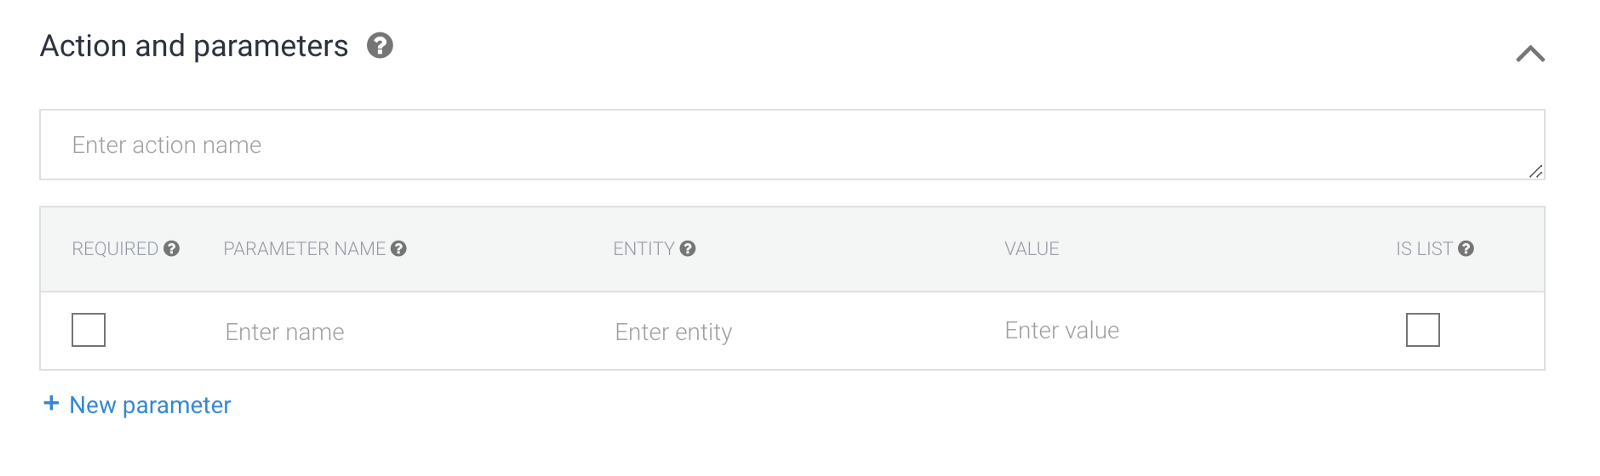 Action and parameters ?
Enter action name
REQUIRED ? PARAMETER NAME ? ENTITY ? VALUE IS LIST ?
Enter name Enter entity Enter value
+ New parameter